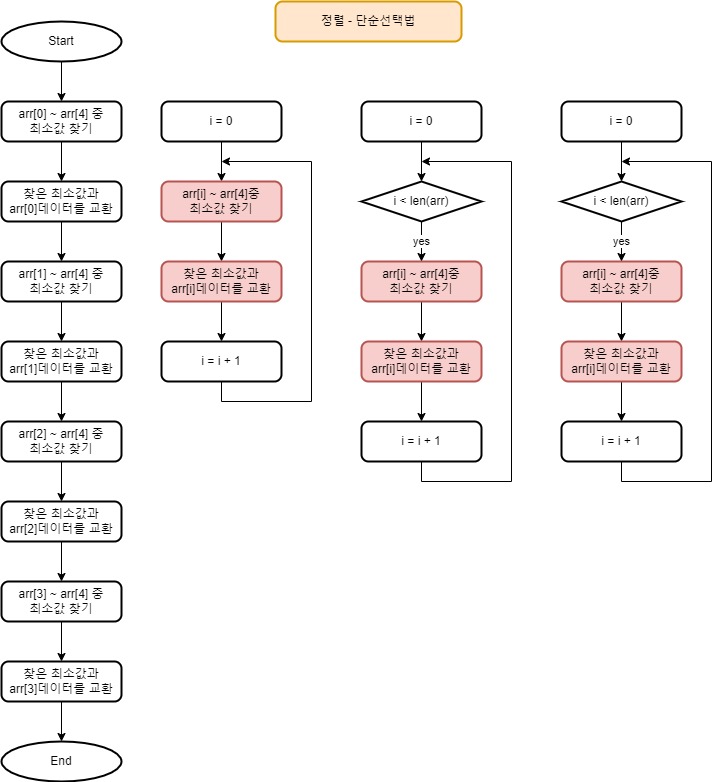 정렬 - 단순선택법
Start
arr[0] ~ arr[4] 중
최소값 찾기
찾은 최소값과
arr[0]데이터를 교환
arr[1] ~ arr[4] 중
최소값 찾기
찾은 최소값과
arr[1]데이터를 교환
arr[2] ~ arr[4] 중
최소값 찾기
찾은 최소값과
arr[2]데이터를 교환
arr[3] ~ arr[4] 중
최소값 찾기
찾은 최소값과
arr[3]데이터를 교환
End
i = 0
arr[i] ~ arr[4]중
최소값 찾기
찾은 최소값과
arr[i]데이터를 교환
i = i + 1
i = 0
i < len(arr)
yes
arr[i] ~ arr[4]중
최소값 찾기
찾은 최소값과
arr[i]데이터를 교환
i = i + 1
i = 0
i < len(arr)
yes
arr[i] ~ arr[4]중
최소값 찾기
찾은 최소값과
arr[i]데이터를 교환
i = i + 1